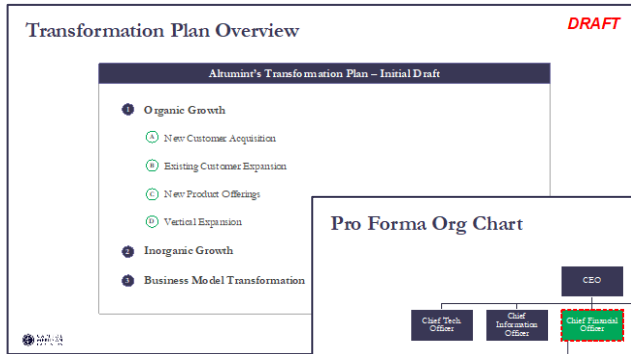 Transformation Plan Overview
DRAFT
Altumint's Transformation Plan – Initial Draft
1 Organic Growth
A New Customer Acquisition
B Existing Customer Expansion
C New Product Offerings
D Vertical Expansion
2 Inorganic Growth
3 Business Model Transformation
Pro Forma Org Chart
CEO
Chief Tech
Officer
Chief
Information
Officer
Chief Financial
Officer